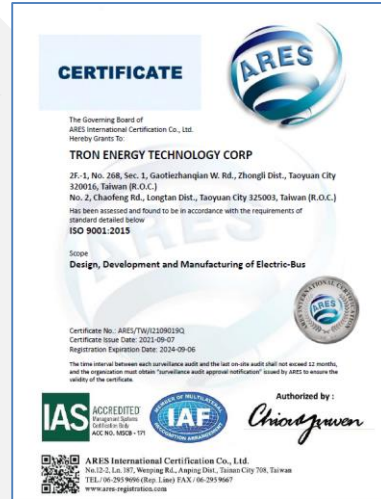 CERTIFICATE
ARES
The Governing Board of
ARES International Certification Co., Ltd.
Hereby Grants To:
TRON ENERGY TECHNOLOGY CORP
2F.-1, No. 268, Sec. 1, Gaotiezhanqian W. Rd., Zhongli Dist., Taoyuan City
320016, Taiwan (R.O.C.)
No. 2, Chaofeng Rd., Longtan Dist., Taoyuan City 325003, Taiwan (R.O.C.)
Has been assessed and found to be in accordance with the requirements of
standard detailed below
ISO 9001:2015
Scope
Design, Development and Manufacturing of Electric-Bus
ARES
Certificate No.: ARES/TW/I2109019Q
Certificate Issue Date: 2021-09-07
Registration Expiration Date: 2024-09-06
The time interval between each surveillance audit and the last on-site audit shall not exceed 12 months,
and the organization must obtain "surveillance audit approval notification" issued by ARES to ensure the
validity of the certificate.
IAS
ACCREDITED
Management Systems
Certification Body
ACC NO. MSCB - 171
MEMBER OF MULTILATERAL
IAF
RECOGNITION ARRANGEMENT
Authorized by :
ARES International Certification Co., Ltd.
No.12-2, Ln. 187, Wenping Rd., Anping Dist., Tainan City 708, Taiwan
TEL / 06-2959696 (Rep. Line) FAX / 06-2959667
www.ares-registration.com